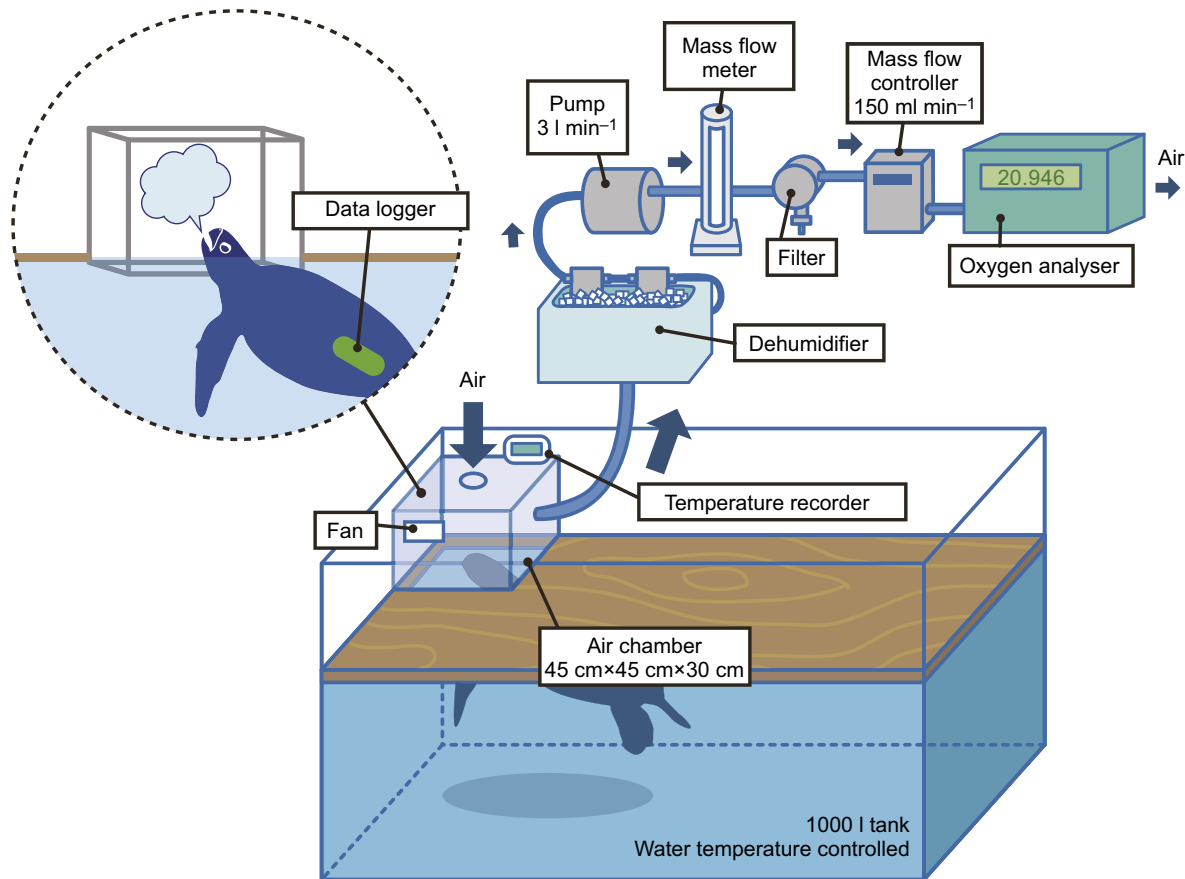 Mass flow
meter
Mass flow
controller
150 ml min⁻¹
Pump
3 l min⁻¹
Air
20.946
Data logger
Filter
Oxygen analyser
Dehumidifier
Air
Temperature recorder
Fan
Air chamber
45 cm×45 cm×30 cm
1000 l tank
Water temperature controlled